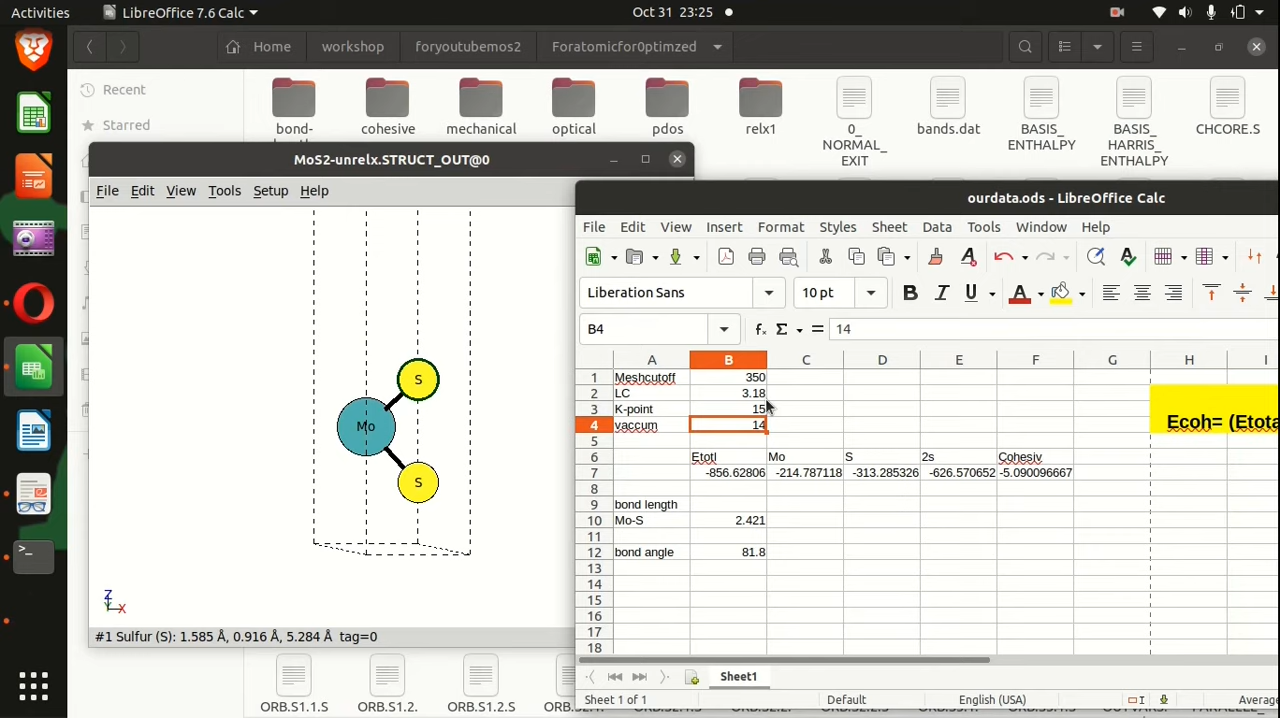 Activities
LibreOffice 7.6 Calc
Oct 31 23:25
Home
workshop
foryoutubemos2
Foratomicfor0ptimzed
Recent
Starred
bond-
cohesive
mechanical
optical
pdos
relx1
0_
NORMAL_
EXIT
bands.dat
BASIS_
ENTHALPY
BASIS_
HARRIS_
ENTHALPY
CHCORE.S
MoS2-unrelx.STRUCT_OUT@0
File Edit View Tools Setup Help
S
Mo
S
Z
Y
X
#1 Sulfur (S): 1.585 Å, 0.916 Å, 5.284 Å tag=0
ourdata.ods - LibreOffice Calc
File Edit View Insert Format Styles Sheet Data Tools Window Help
Liberation Sans
10 pt
B4
14
A B C D E F G H I
1 Meshcutoff 350
2 LC 3.18
3 K-point 15
4 vaccum 14
5
Ecoh= (Etota
6 Etotl Mo S 2s Cohesiv
7 -856.62806 -214.787118 -313.285326 -626.570652 -5.090096667
8
9 bond length
10 Mo-S 2.421
11
12 bond angle 81.8
13
14
15
16
17
18
Sheet1
Sheet 1 of 1
Default
English (USA)
Average
ORB.S1.1.S
ORB.S1.2.
ORB.S1.2.S